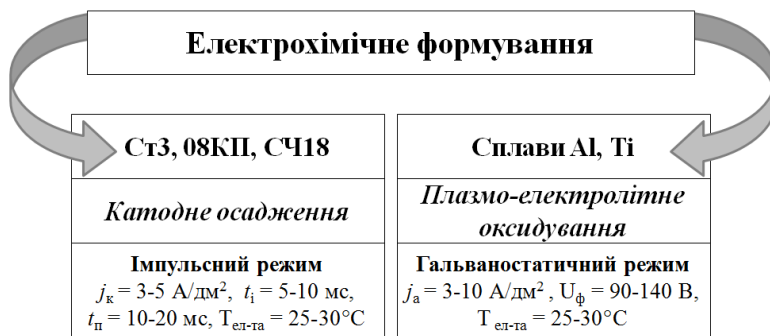 Електрохімічне формування
Ст3, 08КП, СЧ18
Катодне осадження
Імпульсний режим
jк = 3-5 А/дм², tі = 5-10 мс,
tп = 10-20 мс, Тел-та = 25-30°С
Сплави Al, Ti
Плазмо-електролітне
оксидування
Гальваностатичний режим
jа = 3-10 А/дм² , Uф = 90-140 В,
Т ел-та = 25-30°С